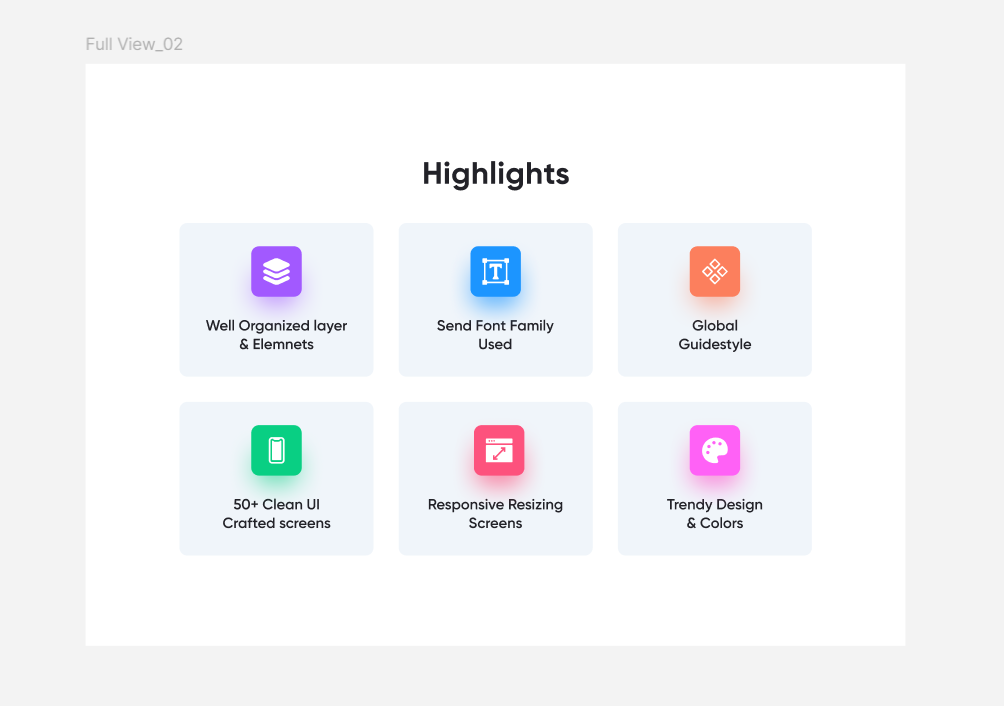 Full View_02
Highlights
Well Organized layer
& Elemnets
Send Font Family
Used
Global
Guidestyle
50+ Clean UI
Crafted screens
Responsive Resizing
Screens
Trendy Design
& Colors